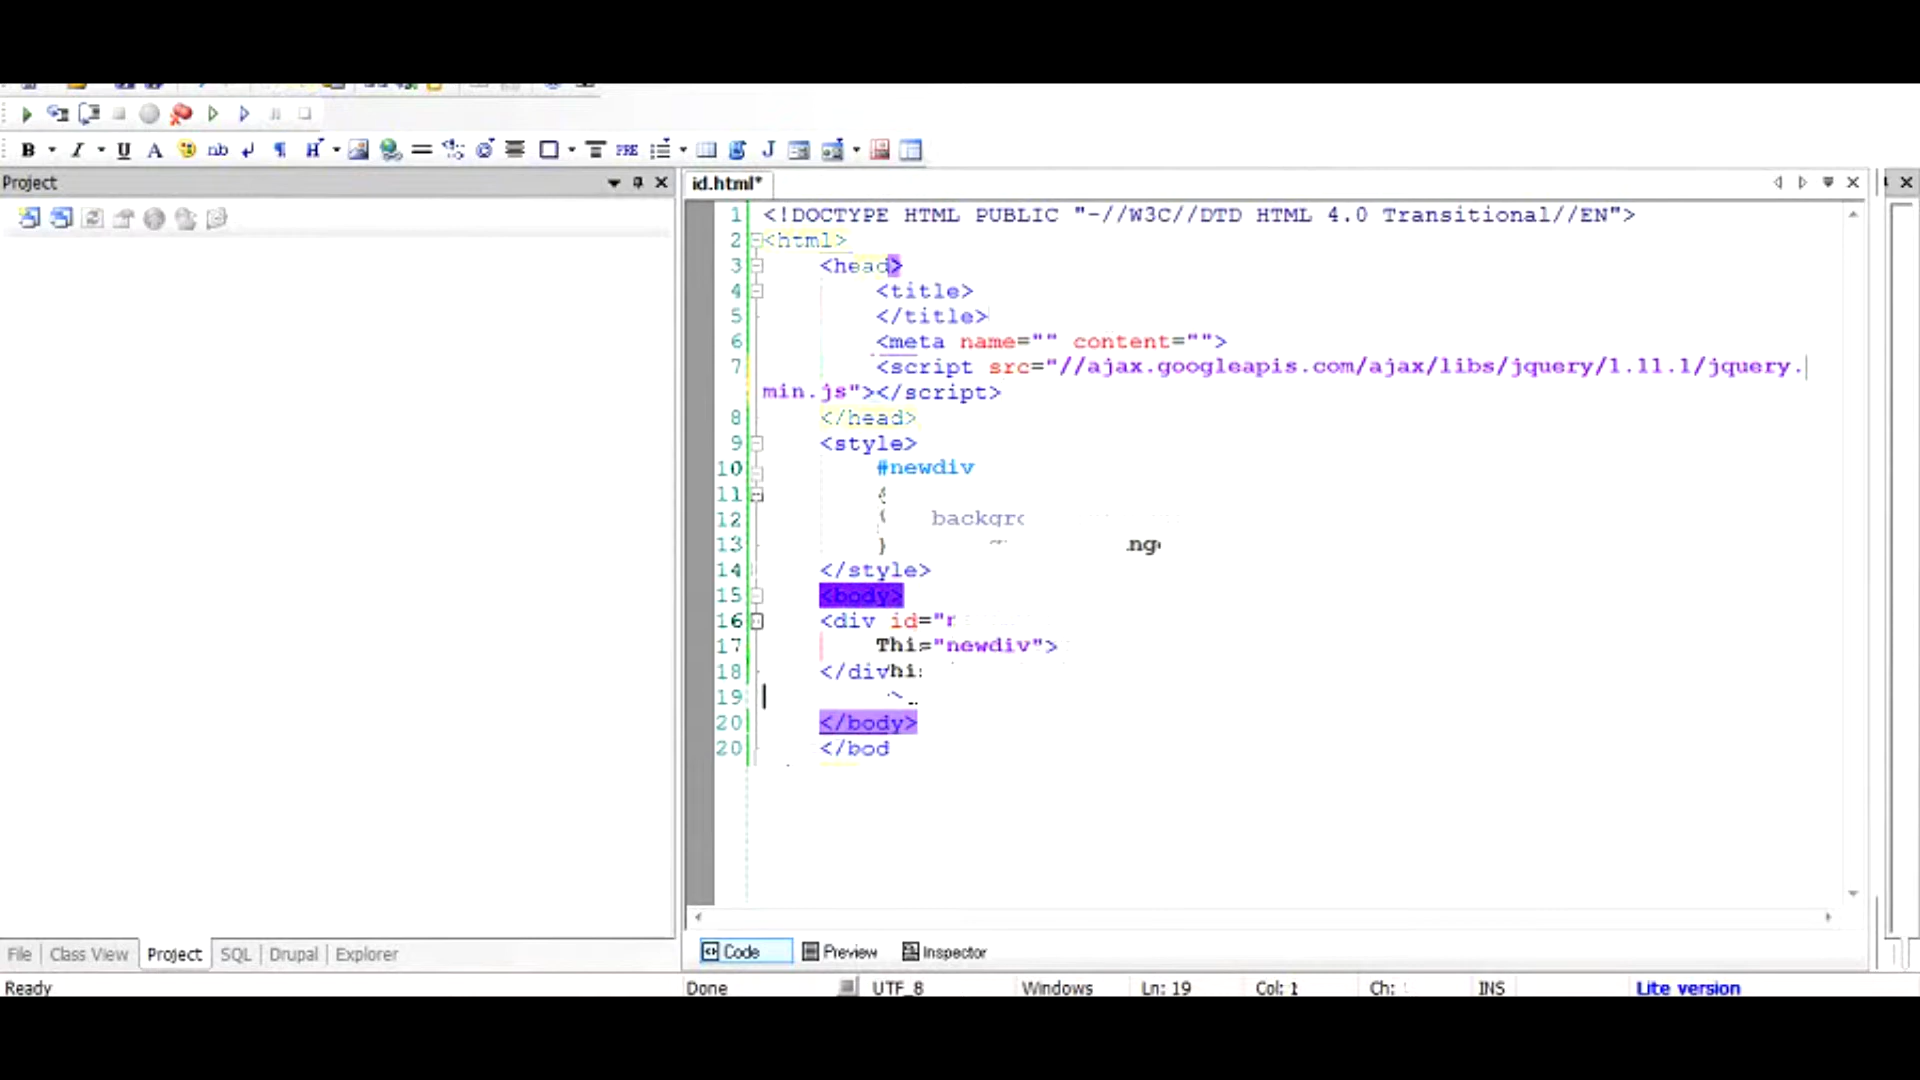 B I U A nb ¶ H PRE J
Project
id.html*
1 <!DOCTYPE HTML PUBLIC "-//W3C//DTD HTML 4.0 Transitional//EN">
2 <html>
3 <head>
4 <title>
5 </title>
6 <meta name="" content="">
7 <script src="//ajax.googleapis.com/ajax/libs/jquery/1.11.1/jquery.
min.js"></script>
8 </head>
9 <style>
10 #newdiv
11 {
12 backgr
13 }
14 </style>
15 <body>
16 <div id="
17 Thi="newdiv">
18 </div
19
20 </body>
20 </bod
File Class View Project SQL Drupal Explorer
Code Preview Inspector
Ready Done UTF_8 Windows Ln: 19 Col: 1 Ch: INS Lite version